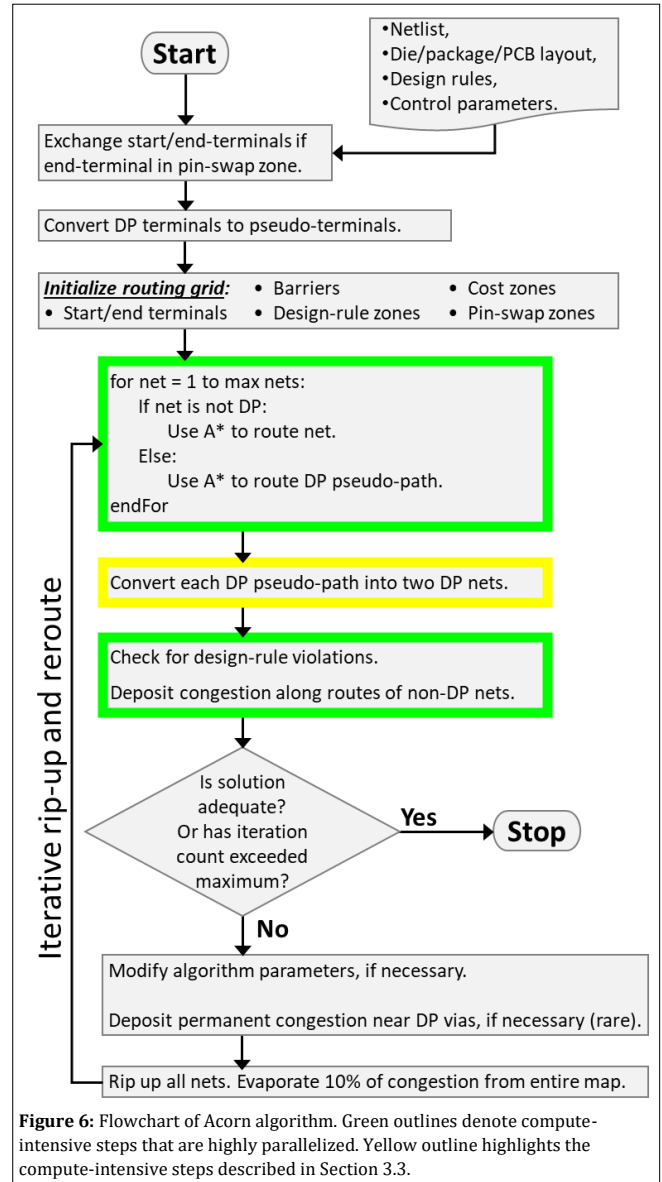 Start
•Netlist,
•Die/package/PCB layout,
•Design rules,
•Control parameters.
Exchange start/end-terminals if
end-terminal in pin-swap zone.
Convert DP terminals to pseudo-terminals.
Initialize routing grid:
• Start/end terminals
• Barriers
• Design-rule zones
• Cost zones
• Pin-swap zones
for net = 1 to max nets:
If net is not DP:
Use A* to route net.
Else:
Use A* to route DP pseudo-path.
endFor
Convert each DP pseudo-path into two DP nets.
Check for design-rule violations.
Deposit congestion along routes of non-DP nets.
Is solution
adequate?
Or has iteration
count exceeded
maximum?
Yes
Stop
No
Modify algorithm parameters, if necessary.
Deposit permanent congestion near DP vias, if necessary (rare).
Rip up all nets. Evaporate 10% of congestion from entire map.
Iterative rip-up and reroute
Figure 6: Flowchart of Acorn algorithm. Green outlines denote compute-
intensive steps that are highly parallelized. Yellow outline highlights the
compute-intensive steps described in Section 3.3.